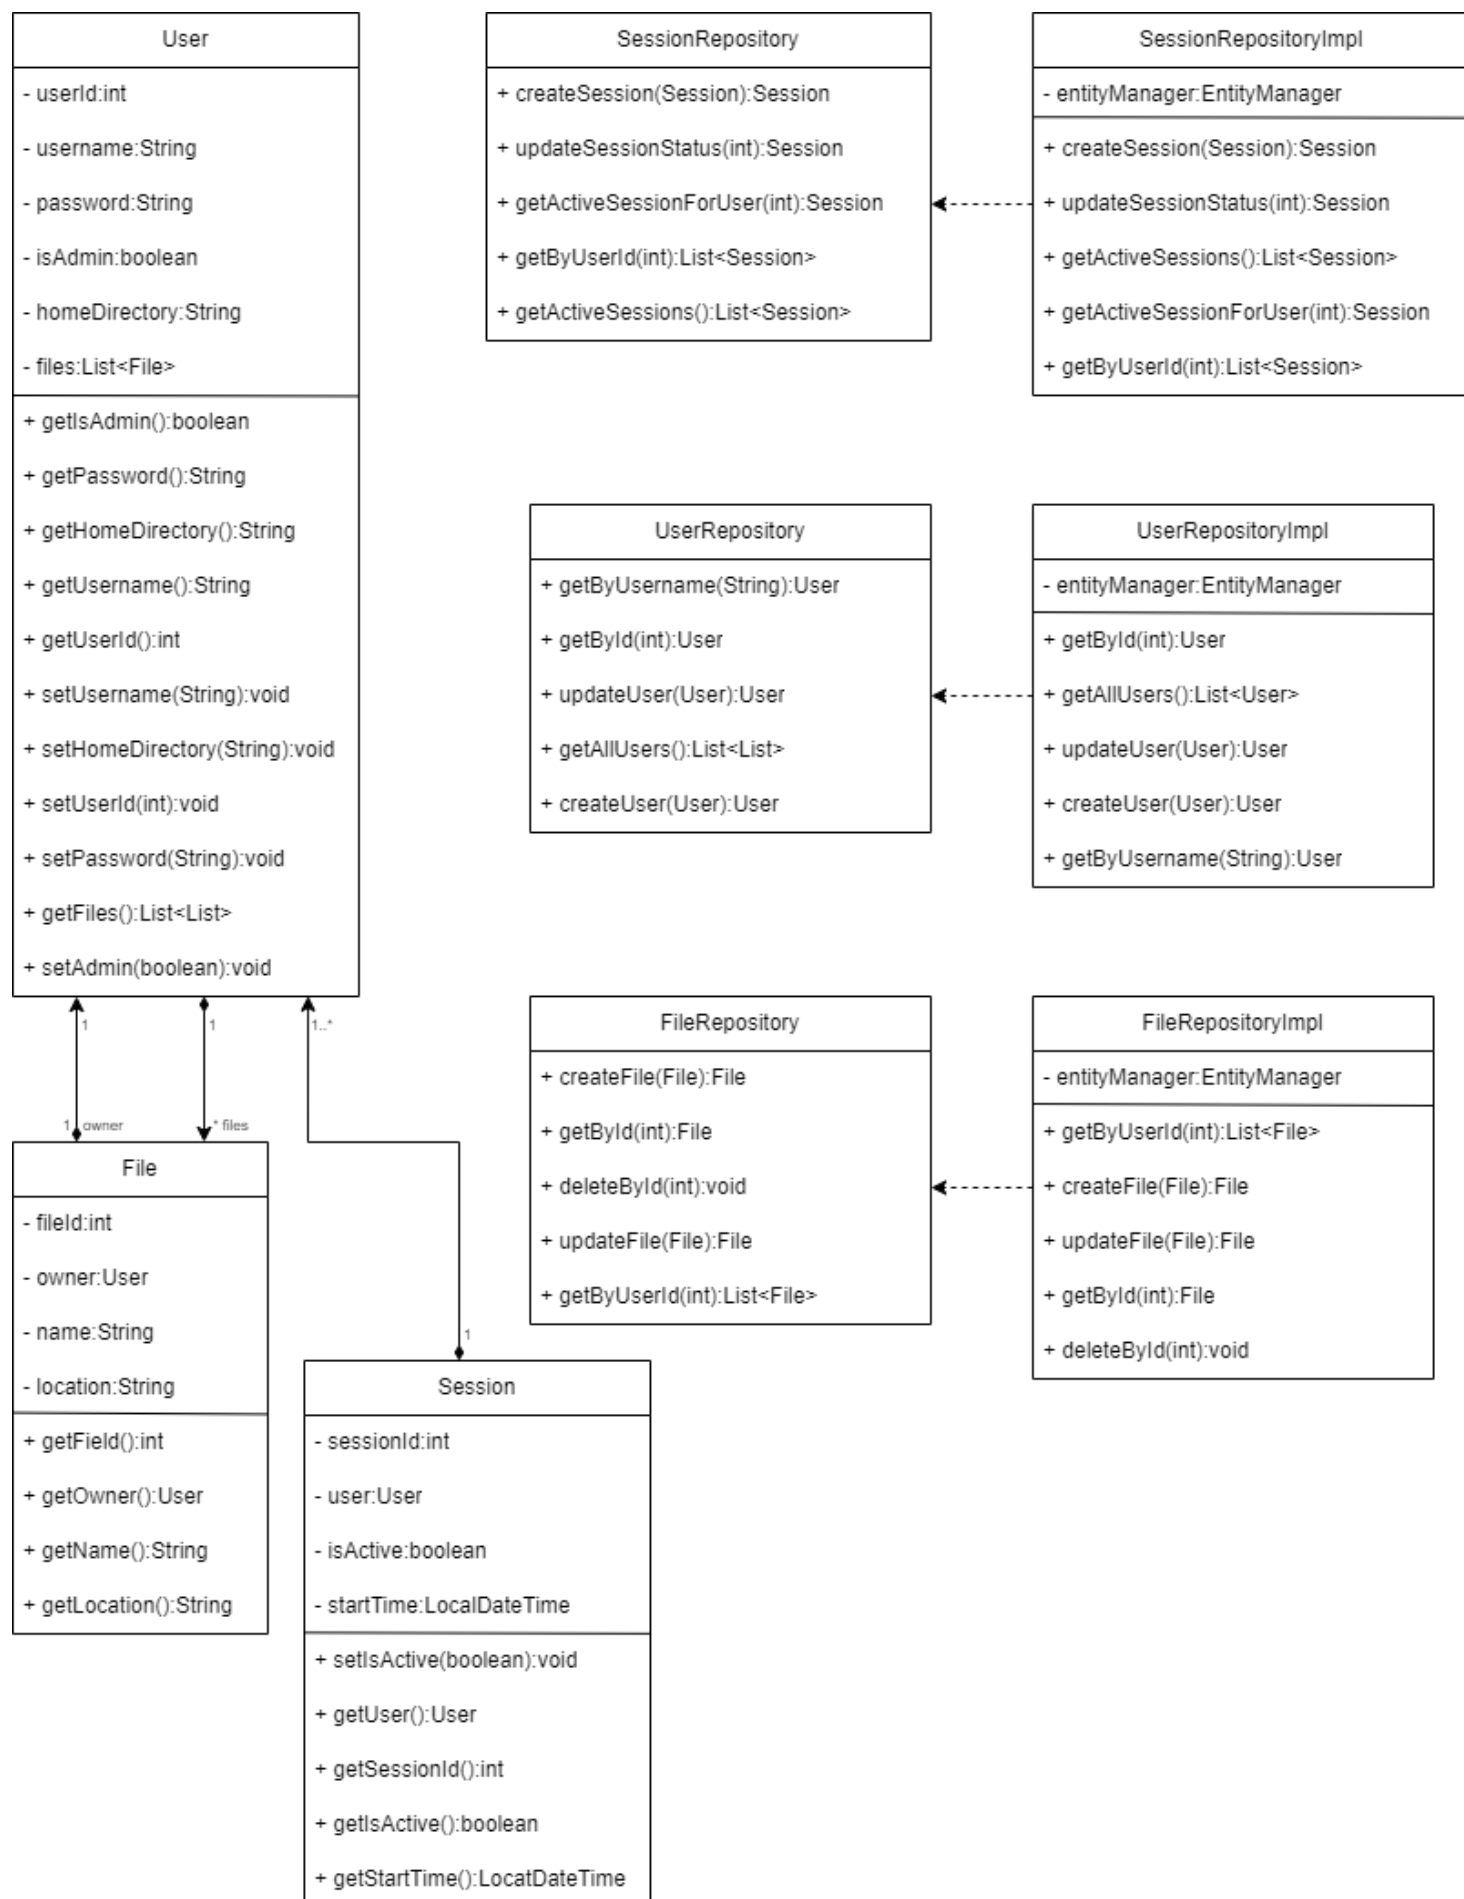 User
- userId:int
- username:String
- password:String
- isAdmin:boolean
- homeDirectory:String
- files:List<File>
+ getIsAdmin():boolean
+ getPassword():String
+ getHomeDirectory():String
+ getUsername():String
+ getUserId():int
+ setUsername(String):void
+ setHomeDirectory(String):void
+ setUserId(int):void
+ setPassword(String):void
+ getFiles():List<List>
+ setAdmin(boolean):void
SessionRepository
+ createSession(Session):Session
+ updateSessionStatus(int):Session
+ getActiveSessionForUser(int):Session
+ getByUserId(int):List<Session>
+ getActiveSessions():List<Session>
SessionRepositoryImpl
- entityManager:EntityManager
+ createSession(Session):Session
+ updateSessionStatus(int):Session
+ getActiveSessions():List<Session>
+ getActiveSessionForUser(int):Session
+ getByUserId(int):List<Session>
UserRepository
+ getByUsername(String):User
+ getById(int):User
+ updateUser(User):User
+ getAllUsers():List<List>
+ createUser(User):User
UserRepositoryImpl
- entityManager:EntityManager
+ getById(int):User
+ getAllUsers():List<User>
+ updateUser(User):User
+ createUser(User):User
+ getByUsername(String):User
1
1
1..*
1 owner
* files
FileRepository
+ createFile(File):File
+ getById(int):File
+ deleteById(int):void
+ updateFile(File):File
+ getByUserId(int):List<File>
FileRepositoryImpl
- entityManager:EntityManager
+ getByUserId(int):List<File>
+ createFile(File):File
+ updateFile(File):File
+ getById(int):File
+ deleteById(int):void
File
- fileId:int
- owner:User
- name:String
- location:String
+ getField():int
+ getOwner():User
+ getName():String
+ getLocation():String
1
Session
- sessionId:int
- user:User
- isActive:boolean
- startTime:LocalDateTime
+ setIsActive(boolean):void
+ getUser():User
+ getSessionId():int
+ getIsActive():boolean
+ getStartTime():LocatDateTime